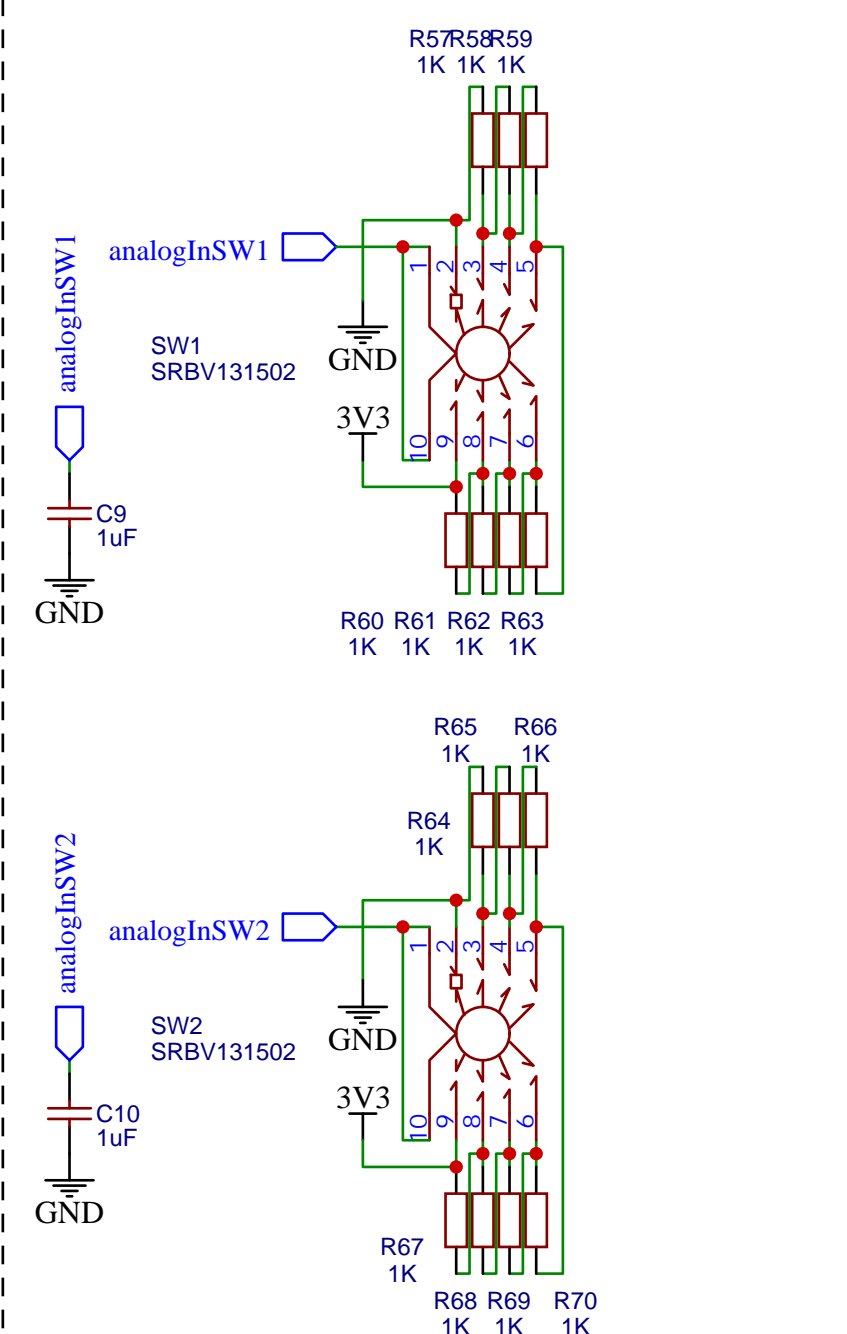 R57 R58 R59
1K 1K 1K
analogInSW1
analogInSW1
1 2 3 4 5
SW1
SRBV131502
GND
3V3
10 9 8 7 6
C9
1uF
GND
R60 R61 R62 R63
1K 1K 1K 1K
R65 R66
1K 1K
R64
1K
analogInSW2
analogInSW2
1 2 3 4 5
SW2
SRBV131502
GND
3V3
10 9 8 7 6
C10
1uF
GND
R67
1K
R68 R69 R70
1K 1K 1K